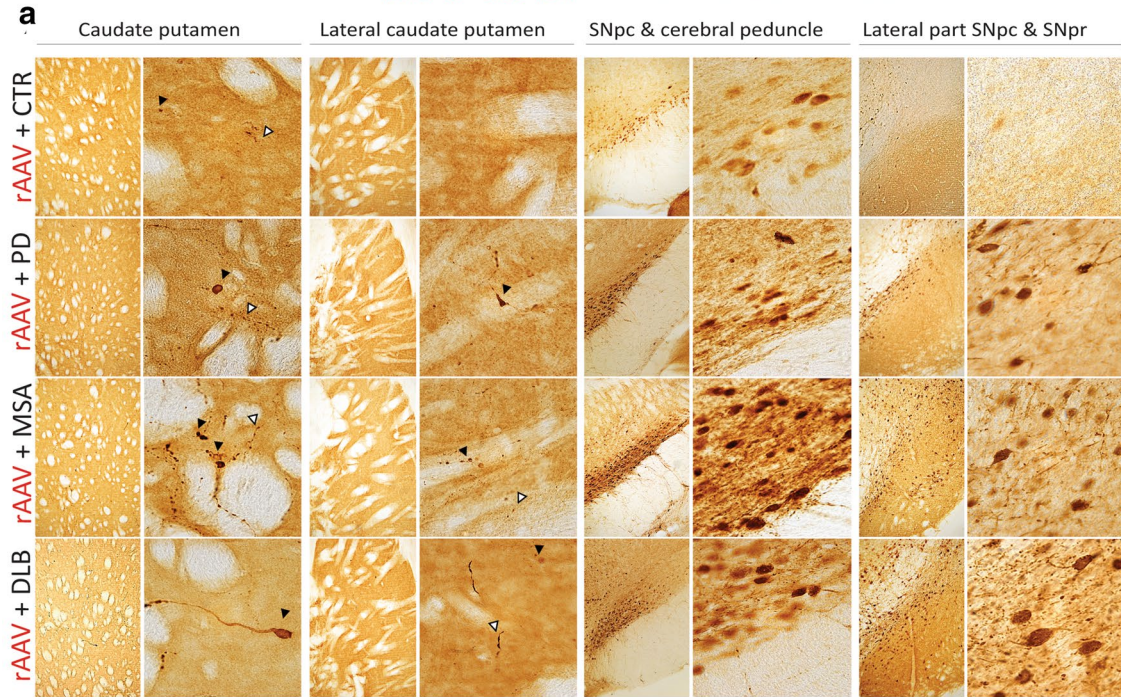 a
Caudate putamen
Lateral caudate putamen
SNpc & cerebral peduncle
Lateral part SNpc & SNpr
rAAV + CTR
rAAV + PD
rAAV + MSA
rAAV + DLB